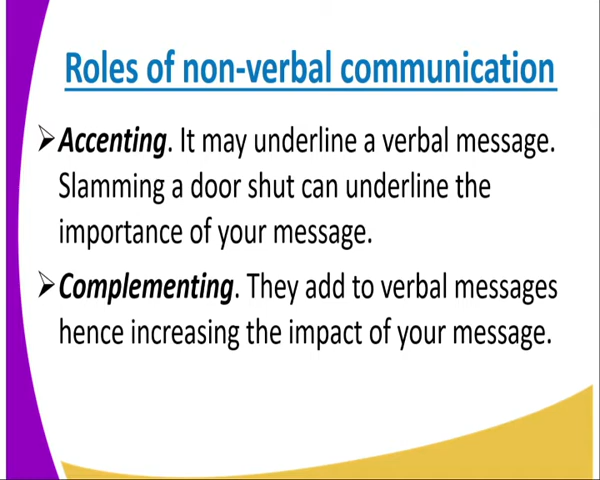 Roles of non-verbal communication
➢Accenting. It may underline a verbal message.
Slamming a door shut can underline the
importance of your message.
➢Complementing. They add to verbal messages
hence increasing the impact of your message.